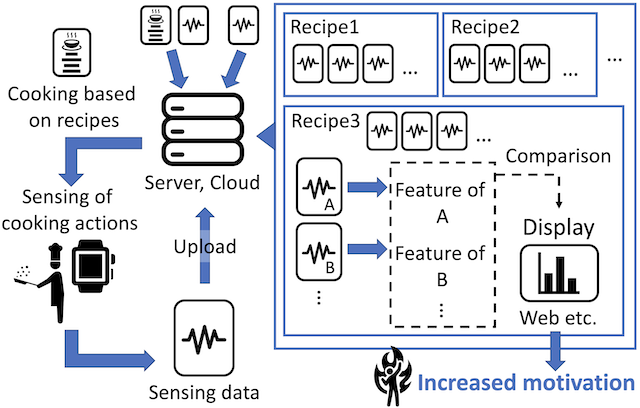 Cooking based
on recipes
Sensing of
cooking actions
Server, Cloud
Upload
Sensing data
Recipe1
...
Recipe2
...
...
Recipe3
...
A
B
⋮
Feature of
A
Feature of
B
⋮
Comparison
Display
Web etc.
Increased motivation